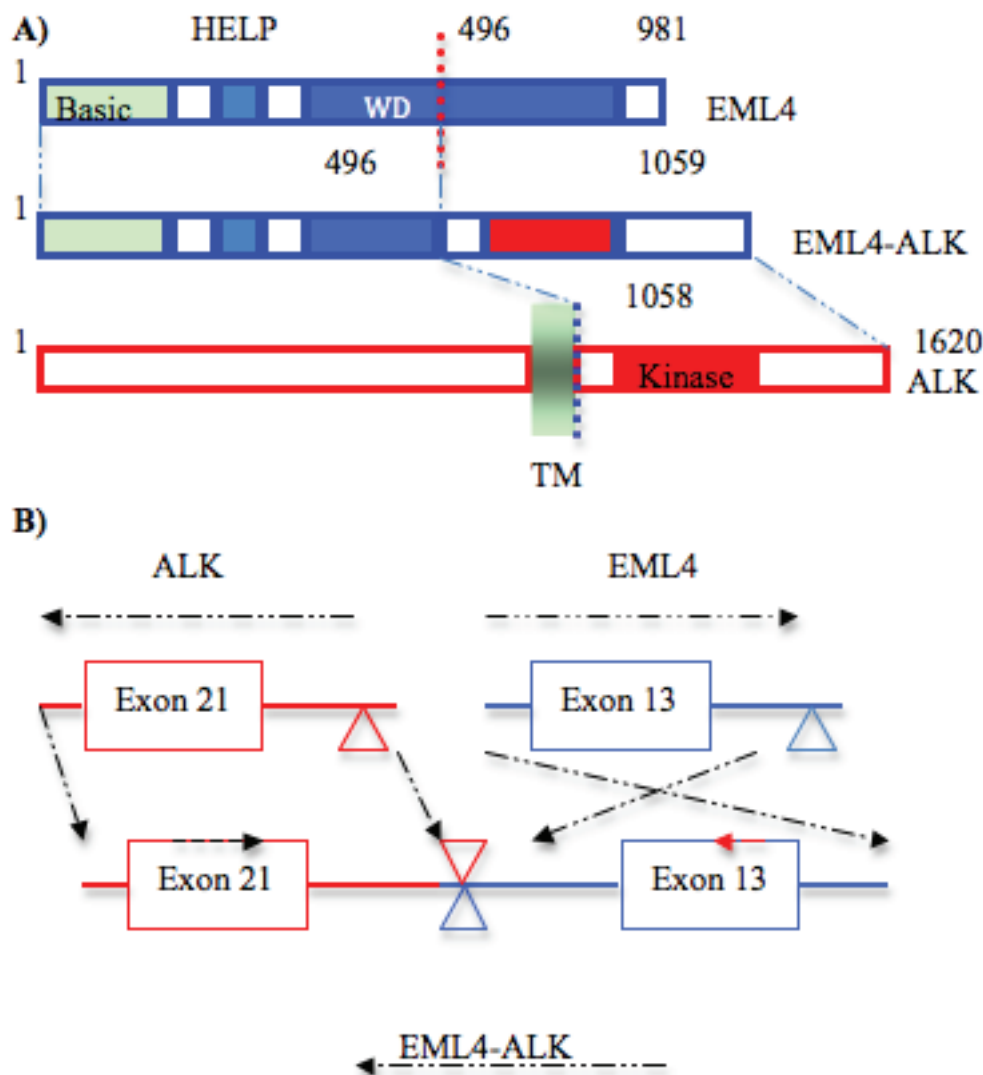 A) HELP 496 981
1
Basic WD EML4
496 1059
1
EML4-ALK
1058
1 1620
Kinase ALK
TM
B)
ALK EML4
Exon 21 Exon 13
Exon 21 Exon 13
EML4-ALK